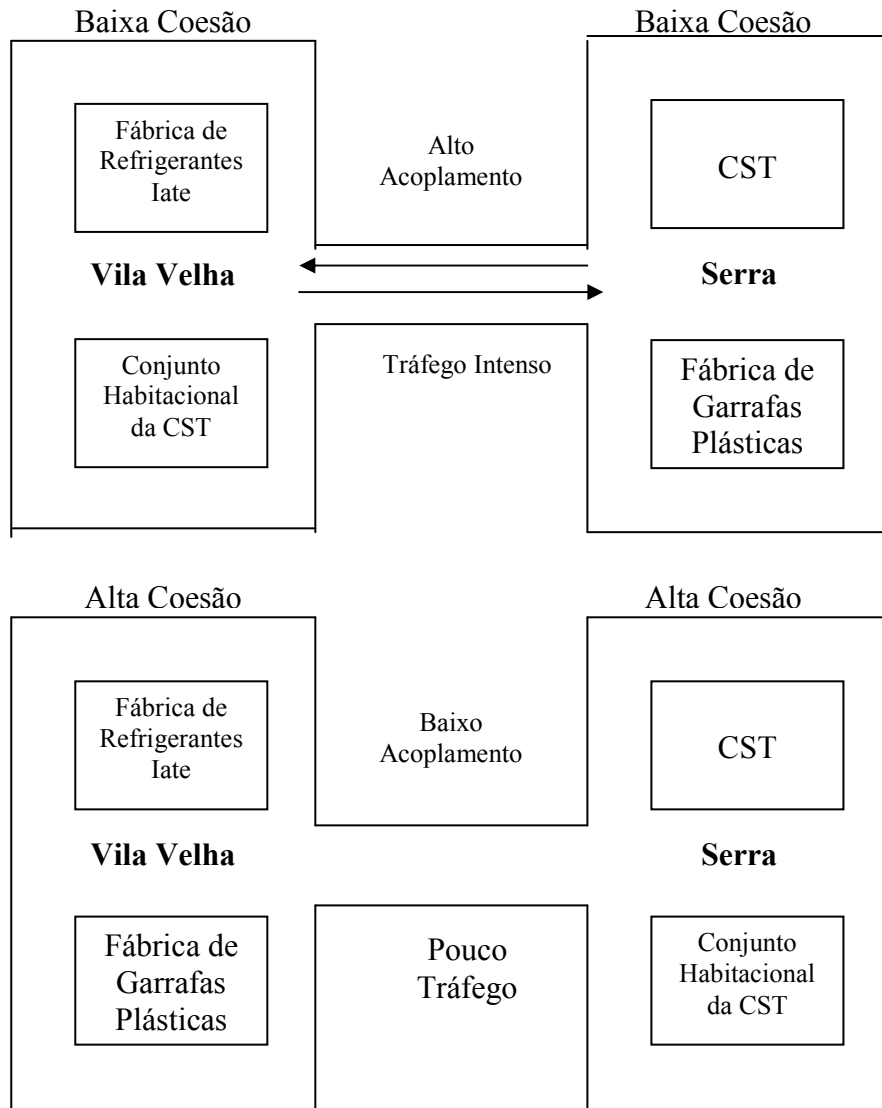 Baixa Coesão
Baixa Coesão
Fábrica de
Refrigerantes
Iate
Alto
Acoplamento
CST
Vila Velha
Serra
Conjunto
Habitacional
da CST
Tráfego Intenso
Fábrica de
Garrafas
Plásticas
Alta Coesão
Alta Coesão
Fábrica de
Refrigerantes
Iate
Baixo
Acoplamento
CST
Vila Velha
Serra
Fábrica de
Garrafas
Plásticas
Pouco
Tráfego
Conjunto
Habitacional
da CST